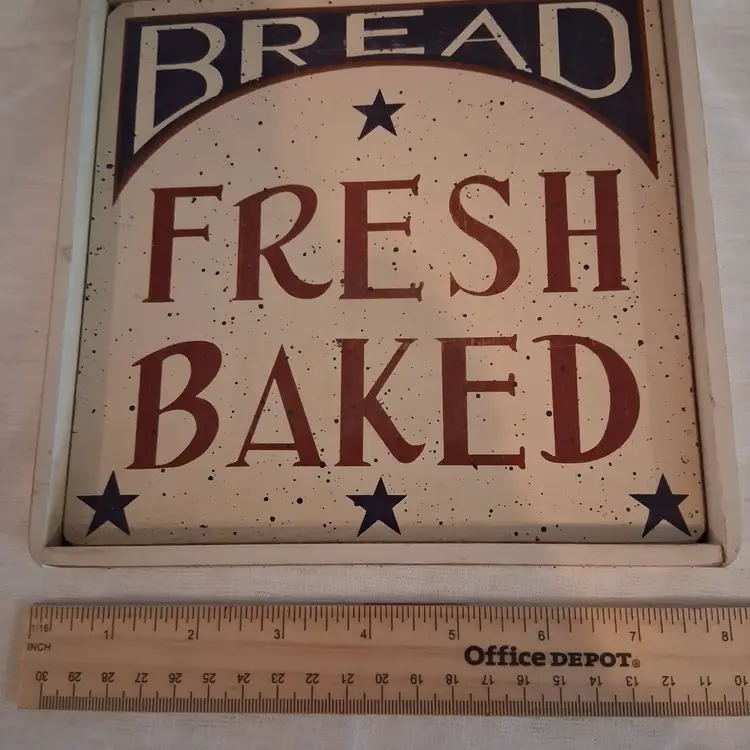 BREAD
FRESH
BAKED
1/16 1 2 3 4 5 6 7 8
INCH
Office DEPOT®
30 29 28 27 26 25 24 23 22 21 20 19 18 17 16 15 14 13 12 11 10